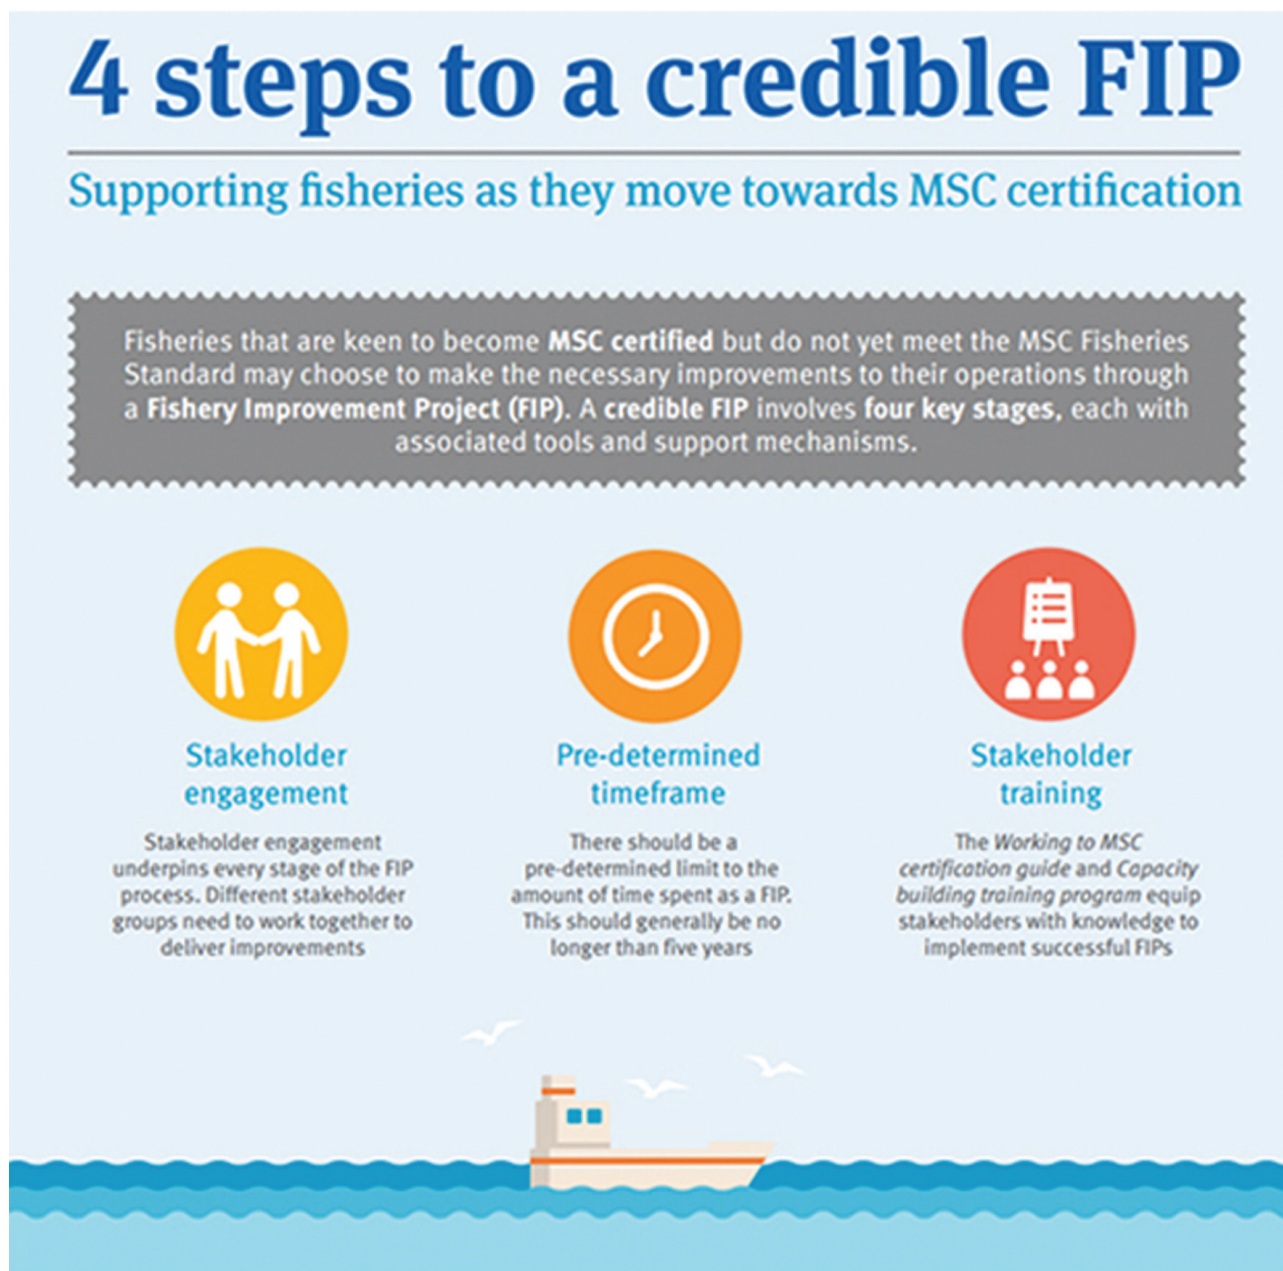 4 steps to a credible FIP
Supporting fisheries as they move towards MSC certification
Fisheries that are keen to become MSC certified but do not yet meet the MSC Fisheries
Standard may choose to make the necessary improvements to their operations through
a Fishery Improvement Project (FIP). A credible FIP involves four key stages, each with
associated tools and support mechanisms.
Stakeholder
engagement
Stakeholder engagement
underpins every stage of the FIP
process. Different stakeholder
groups need to work together to
deliver improvements
Pre-determined
timeframe
There should be a
pre-determined limit to the
amount of time spent as a FIP.
This should generally be no
longer than five years
Stakeholder
training
The Working to MSC
certification guide and Capacity
building training program equip
stakeholders with knowledge to
implement successful FIPs